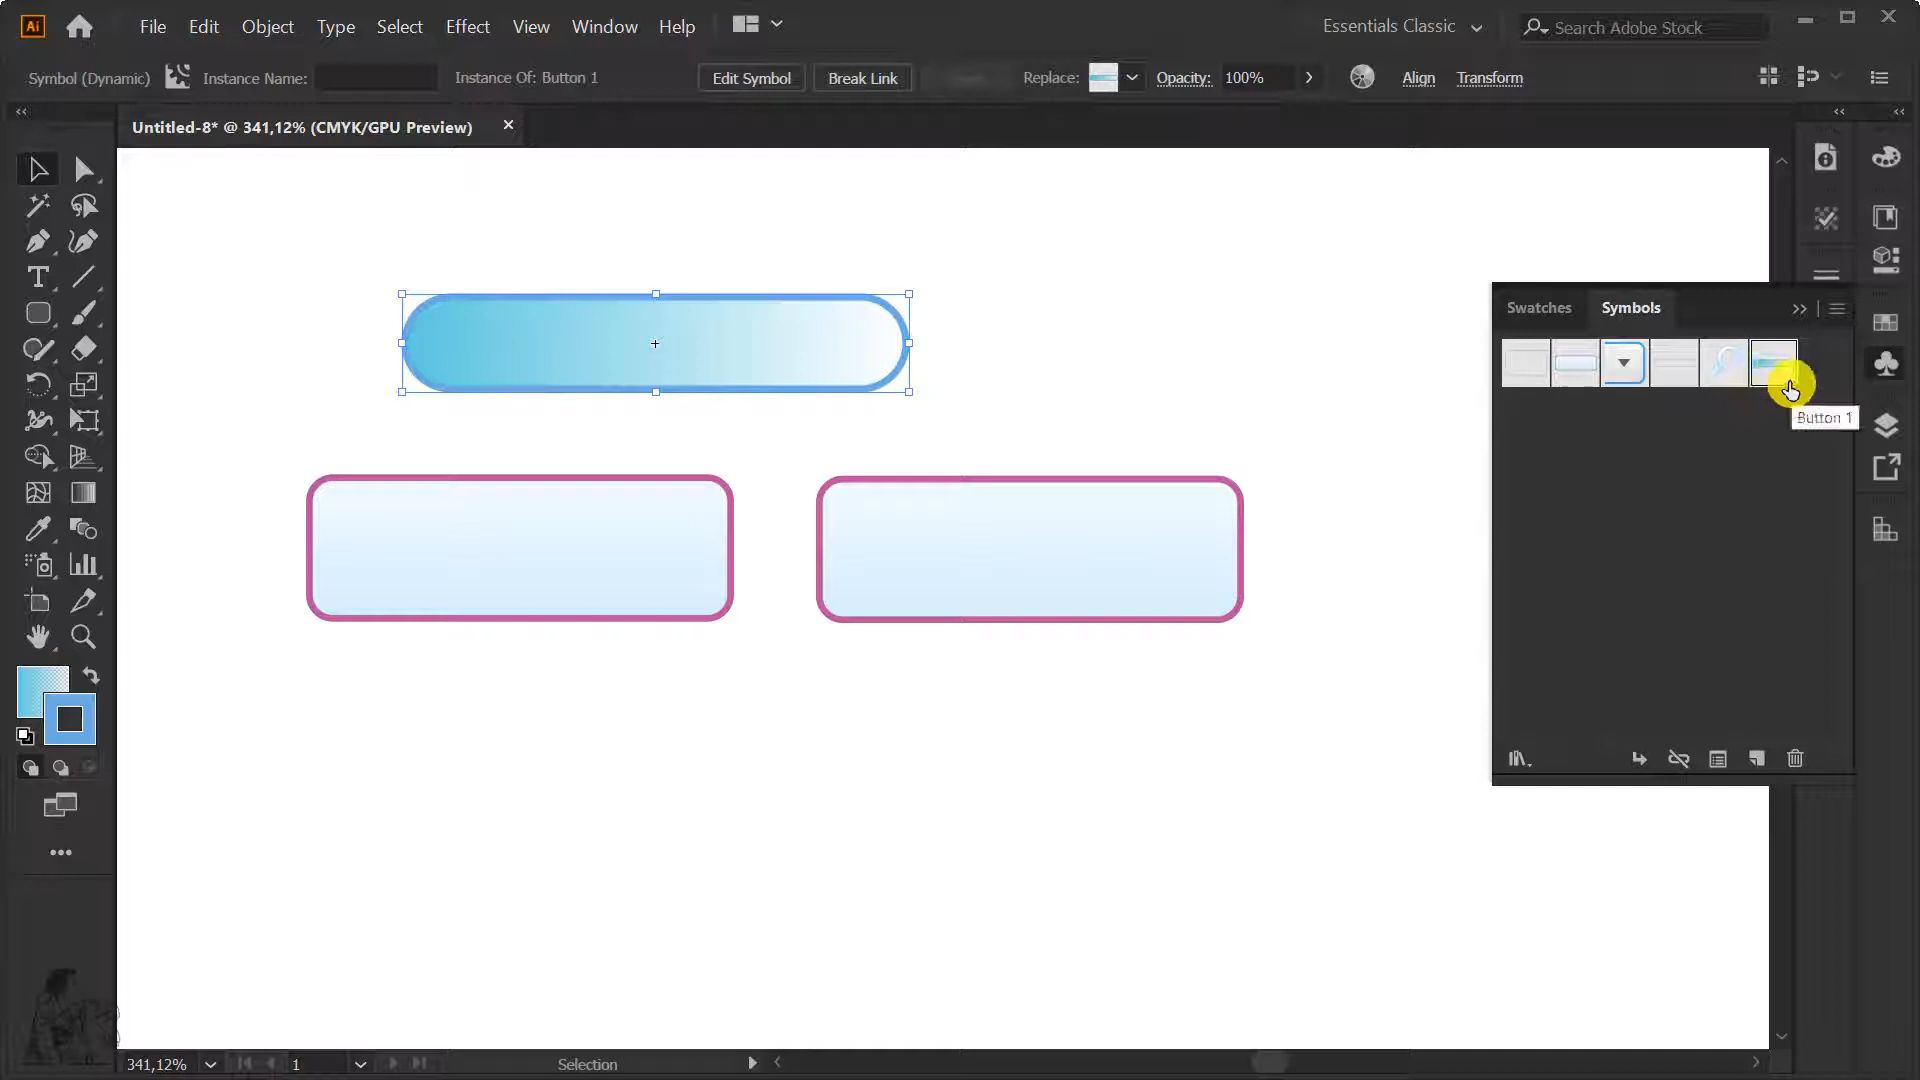 Ai File Edit Object Type Select Effect View Window Help Essentials Classic Search Adobe Stock
Symbol (Dynamic) Instance Name: Instance Of: Button 1 Edit Symbol Break Link Replace: Opacity: 100% Align Transform
Untitled-8* @ 341,12% (CMYK/GPU Preview)
Swatches Symbols
Button 1
341,12% 1 Selection